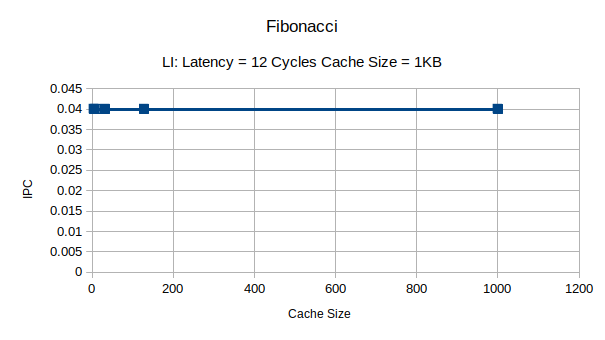 Fibonacci
LI: Latency = 12 Cycles Cache Size = 1KB
0.045
0.04
0.035
0.03
0.025
0.02
0.015
0.01
0.005
0
IPC
0 200 400 600 800 1000 1200
Cache Size